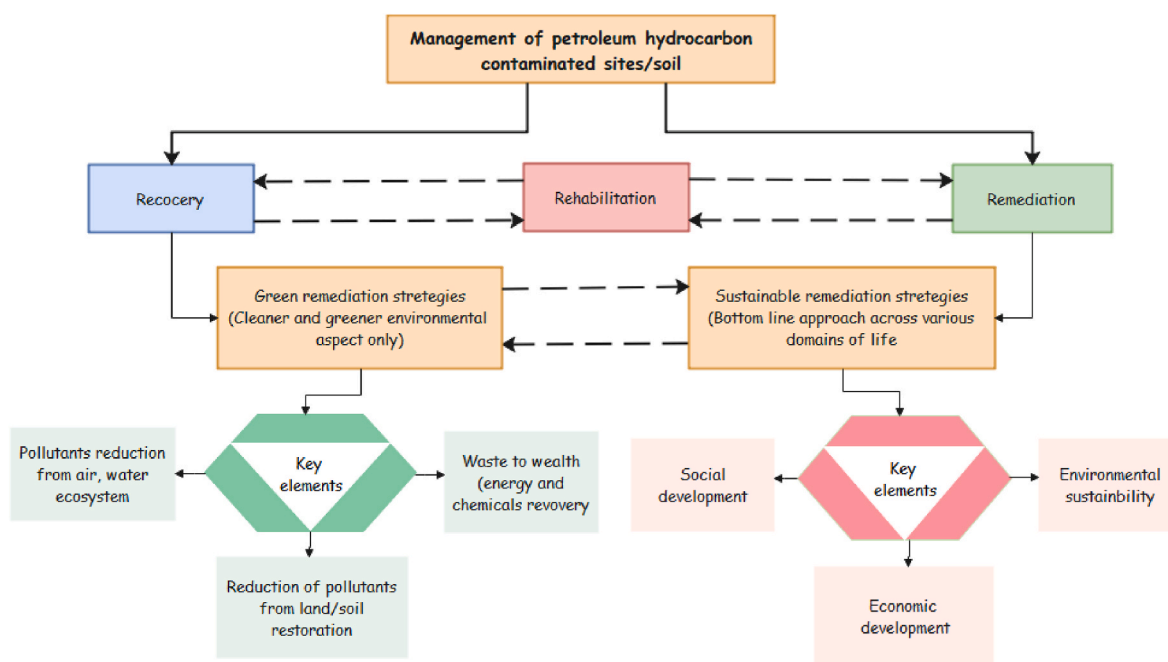 Management of petroleum hydrocarbon
contaminated sites/soil
Recocery
Rehabilitation
Remediation
Green remediation stretegies
(Cleaner and greener environmental
aspect only)
Sustainable remediation stretegies
(Bottom line approach across various
domains of life
Pollutants reduction
from air, water
ecosystem
Key
elements
Waste to wealth
(energy and
chemicals revovery
Reduction of pollutants
from land/soil
restoration
Social
development
Key
elements
Environmental
sustainbility
Economic
development